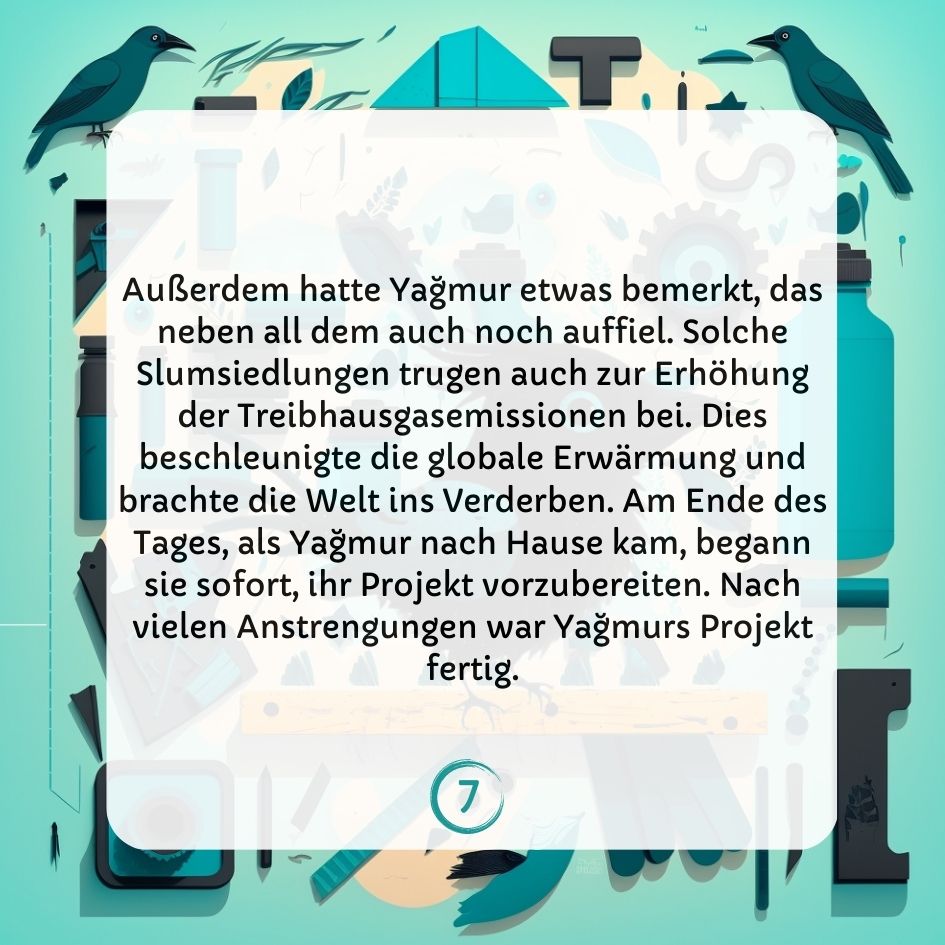 Außerdem hatte Yağmur etwas bemerkt, das
neben all dem auch noch auffiel. Solche
Slumsiedlungen trugen auch zur Erhöhung
der Treibhausgasemissionen bei. Dies
beschleunigte die globale Erwärmung und
brachte die Welt ins Verderben. Am Ende des
Tages, als Yağmur nach Hause kam, begann
sie sofort, ihr Projekt vorzubereiten. Nach
vielen Anstrengungen war Yağmurs Projekt
fertig.
7